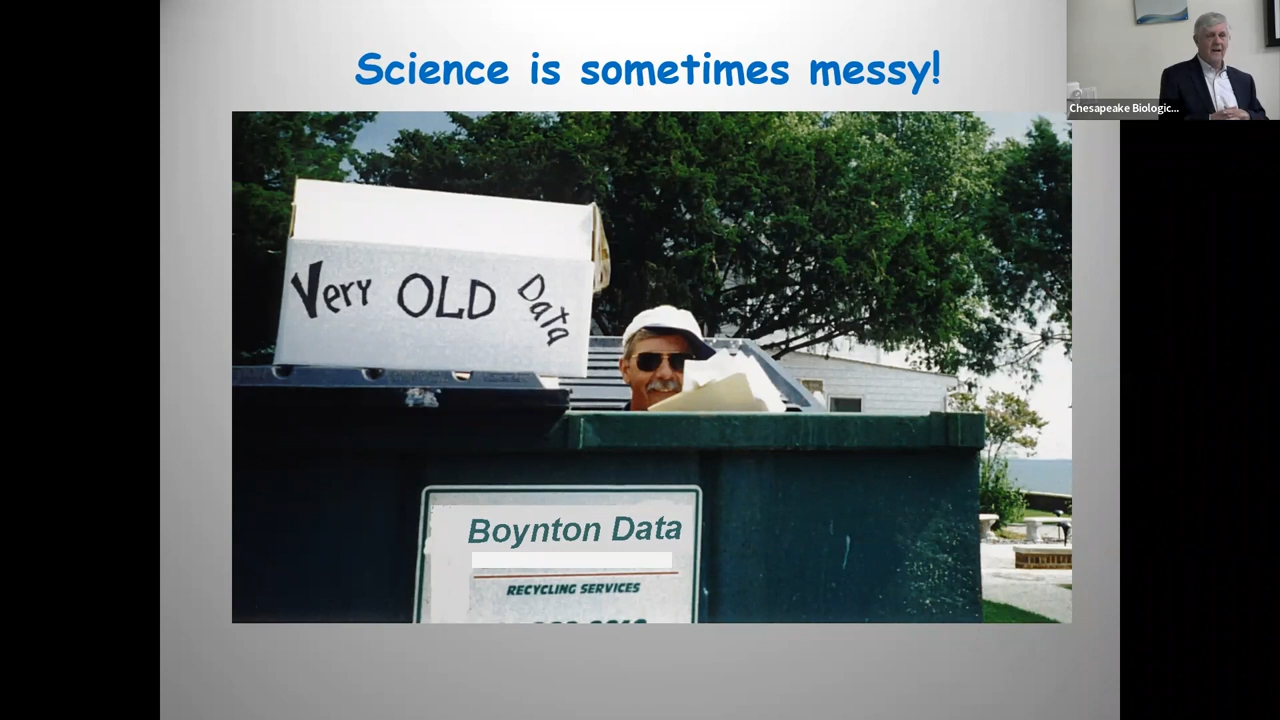 Science is sometimes messy!
Chesapeake Biologic...
Very OLD Data
Boynton Data
RECYCLING SERVICES